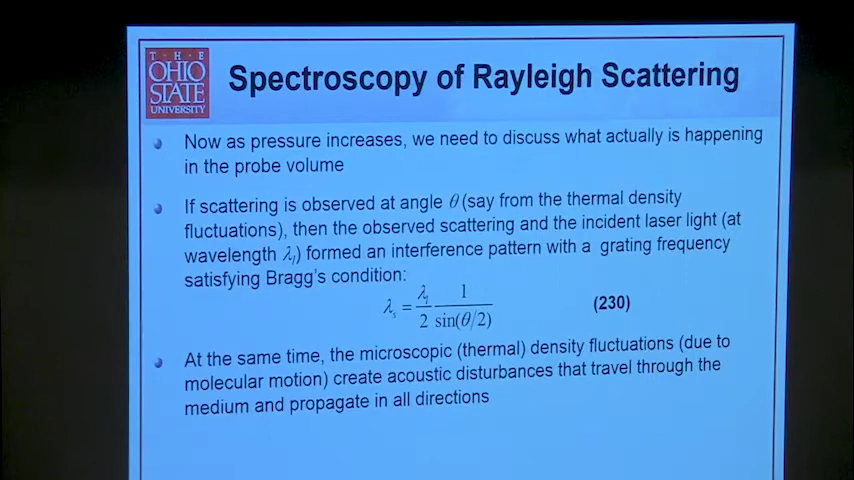 T · H · E
OHIO
STATE
UNIVERSITY
Spectroscopy of Rayleigh Scattering
Now as pressure increases, we need to discuss what actually is happening
in the probe volume
If scattering is observed at angle θ (say from the thermal density
fluctuations), then the observed scattering and the incident laser light (at
wavelength λ_I) formed an interference pattern with a grating frequency
satisfying Bragg's condition:
λ_s = λ_I/2 1/sin(θ/2) (230)
At the same time, the microscopic (thermal) density fluctuations (due to
molecular motion) create acoustic disturbances that travel through the
medium and propagate in all directions